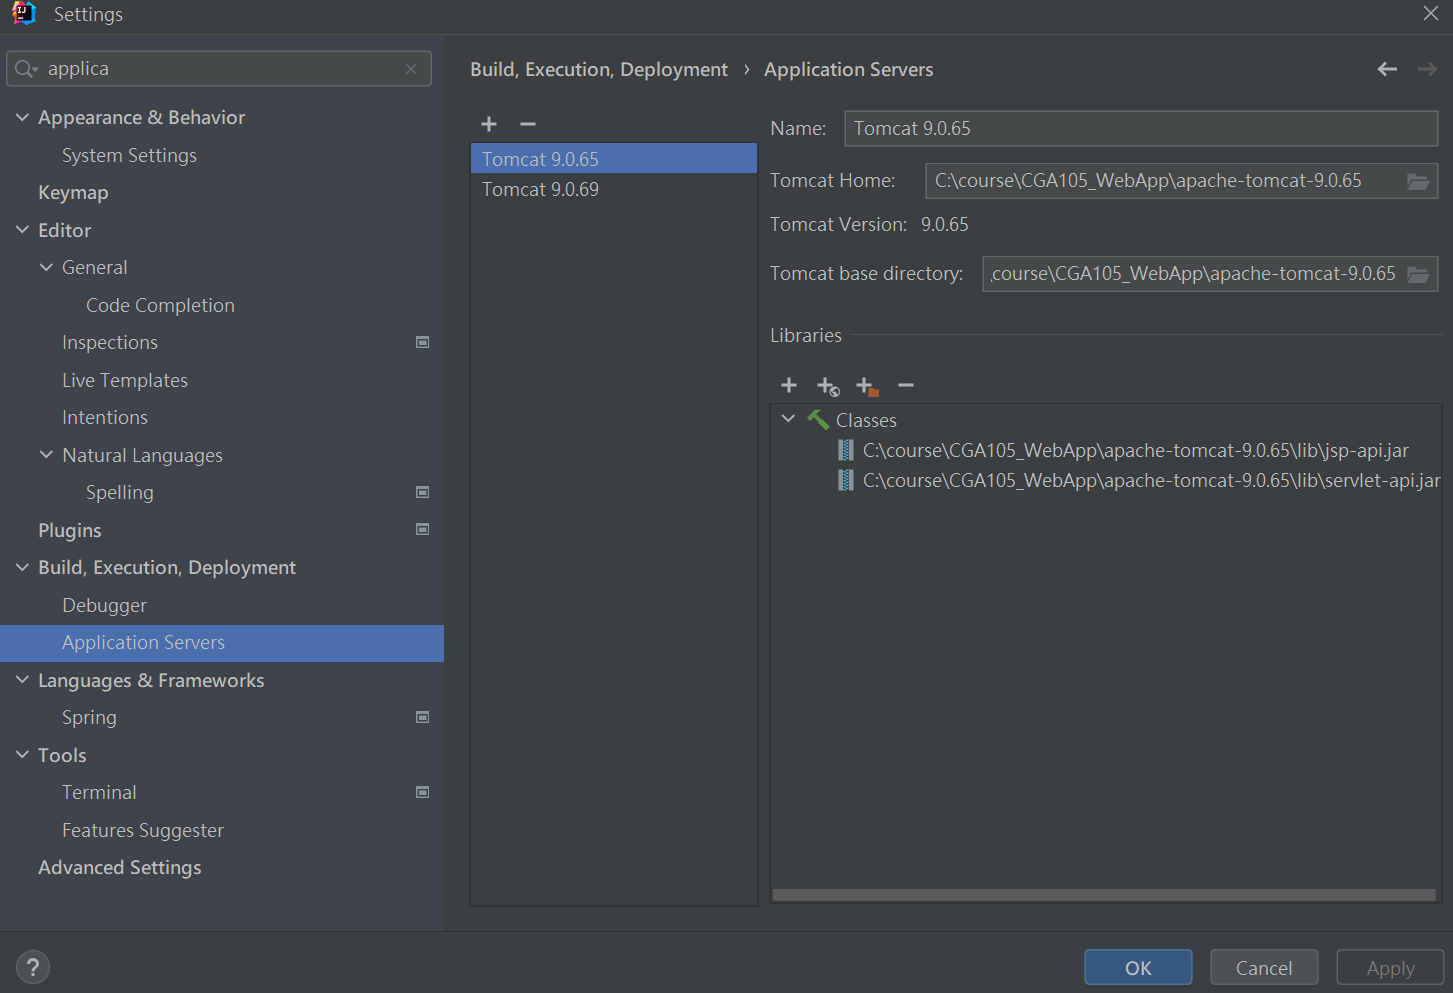 Settings
applica
Appearance & Behavior
System Settings
Keymap
Editor
General
Code Completion
Inspections
Live Templates
Intentions
Natural Languages
Spelling
Plugins
Build, Execution, Deployment
Debugger
Application Servers
Languages & Frameworks
Spring
Tools
Terminal
Features Suggester
Advanced Settings
Build, Execution, Deployment › Application Servers
Tomcat 9.0.65
Tomcat 9.0.69
Name: Tomcat 9.0.65
Tomcat Home: C:\course\CGA105_WebApp\apache-tomcat-9.0.65
Tomcat Version: 9.0.65
Tomcat base directory: course\CGA105_WebApp\apache-tomcat-9.0.65
Libraries
Classes
C:\course\CGA105_WebApp\apache-tomcat-9.0.65\lib\jsp-api.jar
C:\course\CGA105_WebApp\apache-tomcat-9.0.65\lib\servlet-api.jar
?
OK Cancel Apply